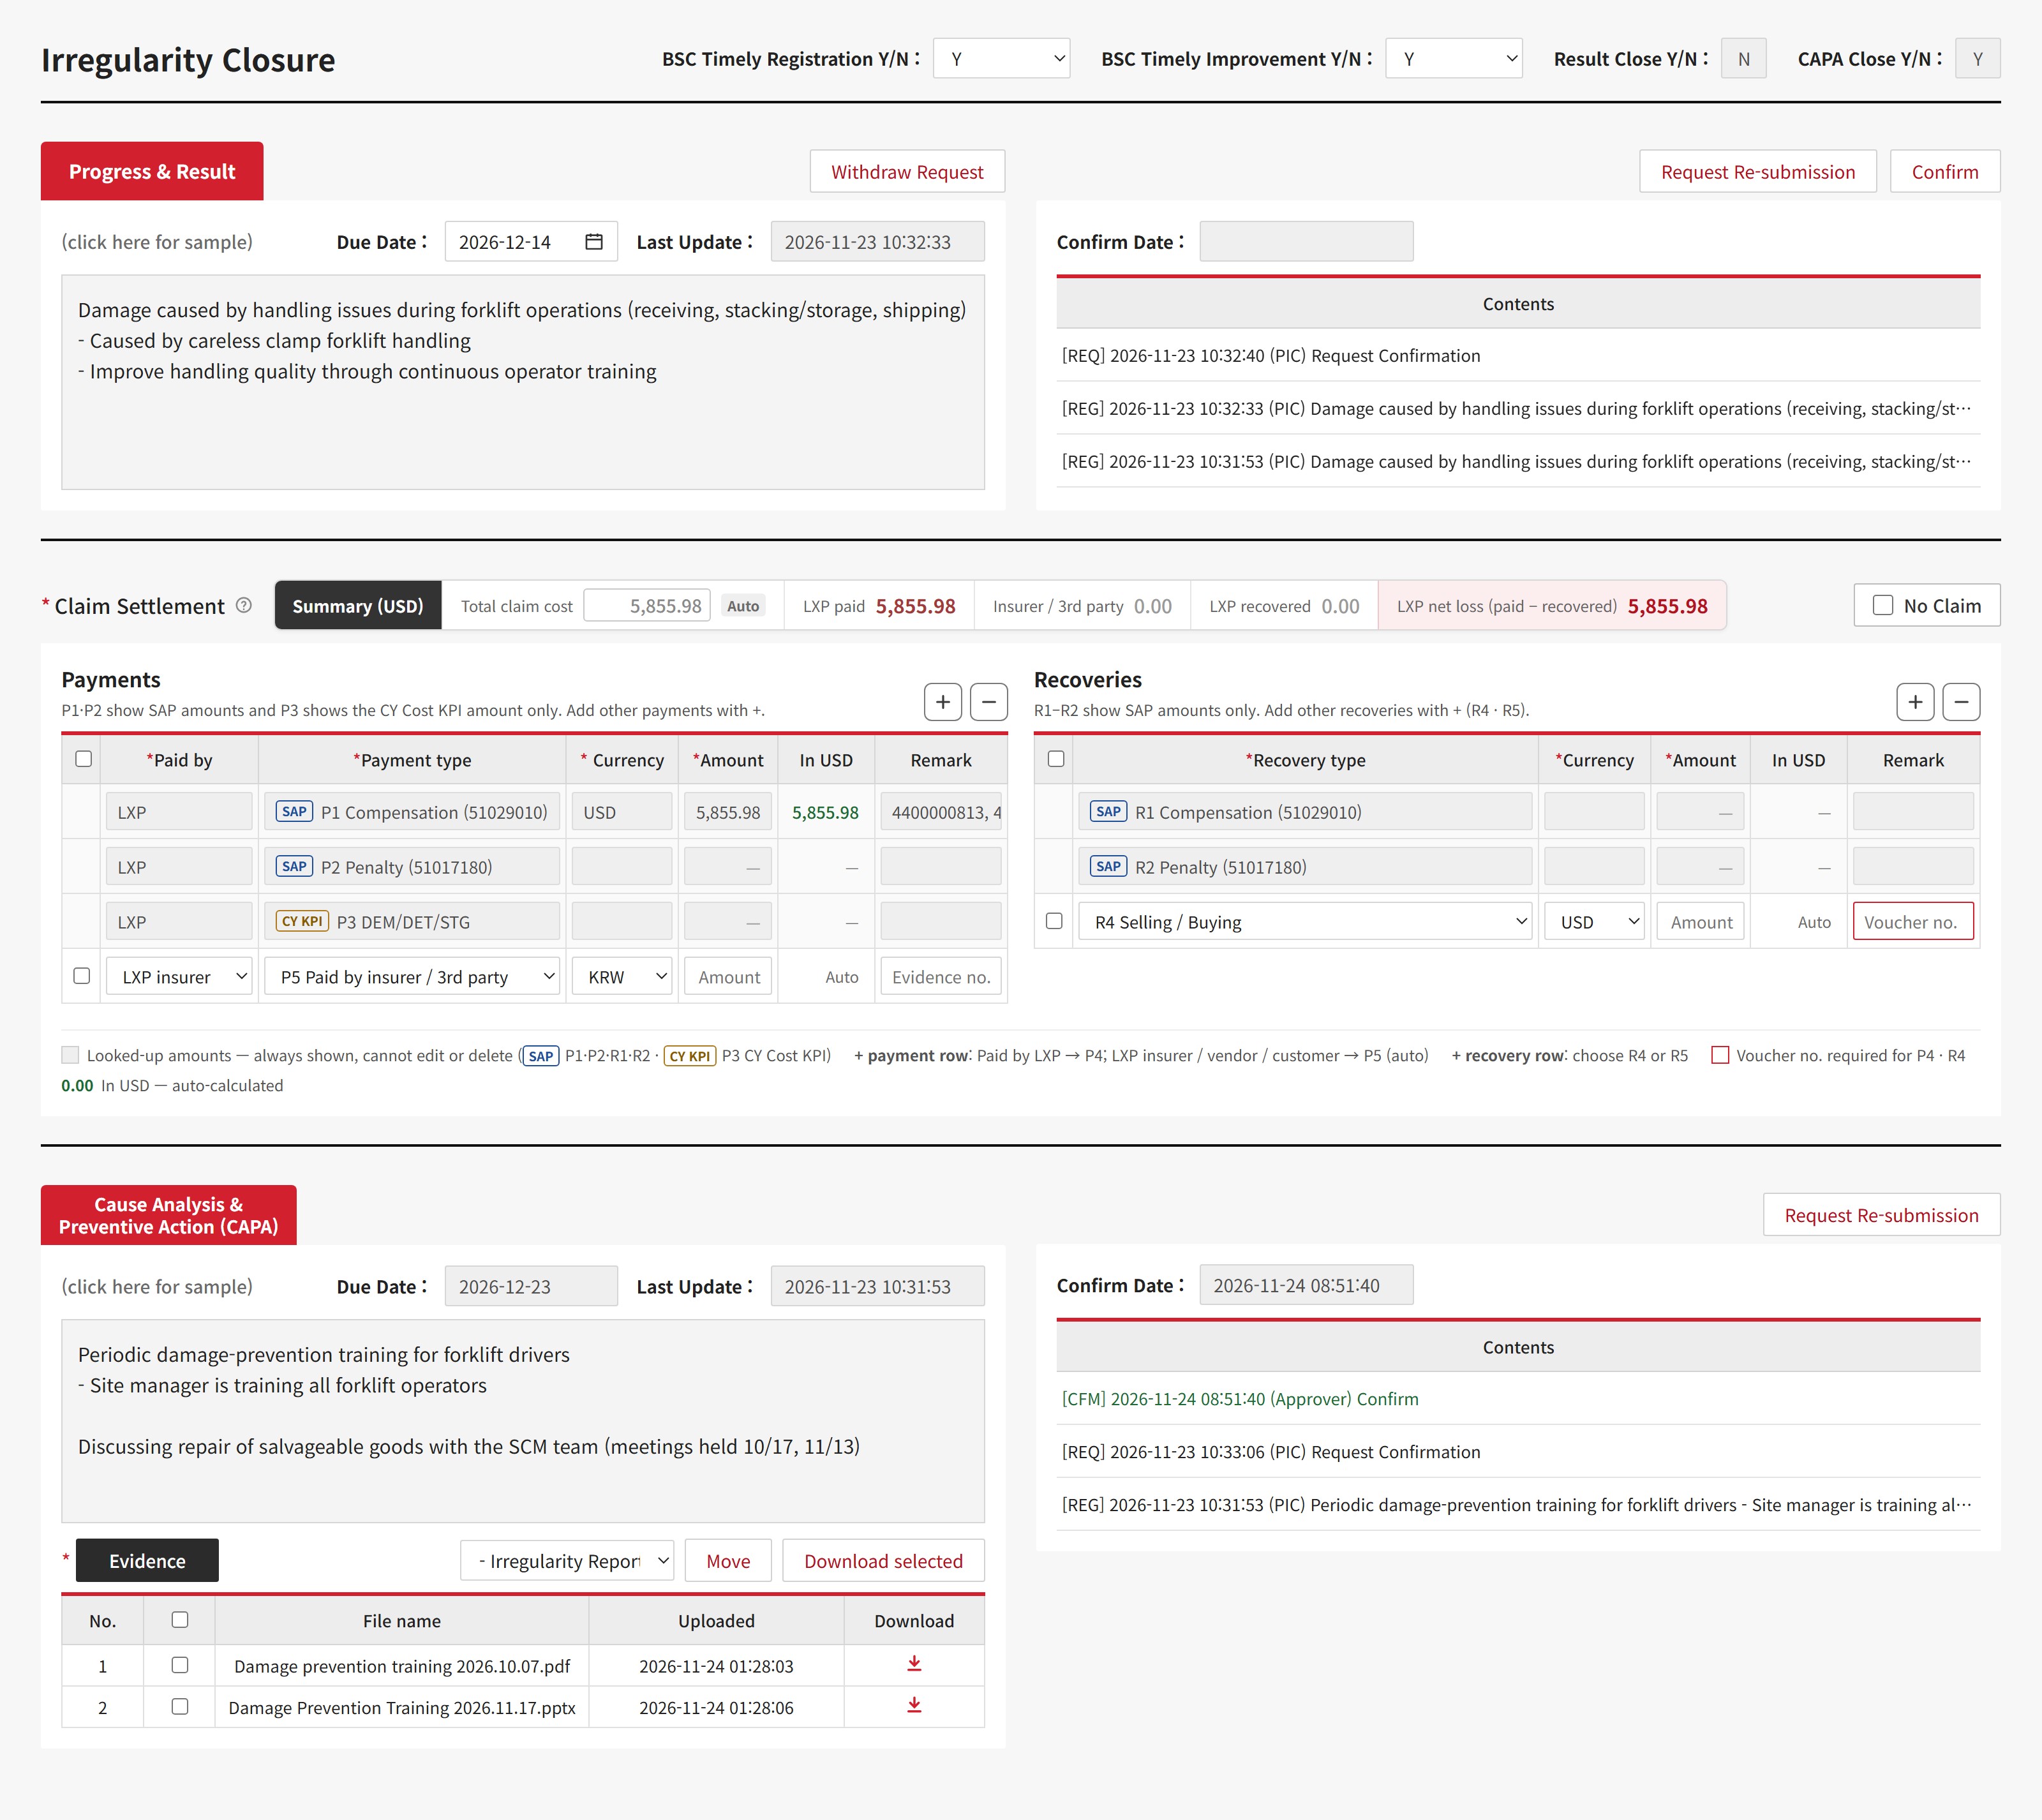 Irregularity Closure
BSC Timely Registration Y/N : Y
BSC Timely Improvement Y/N : Y
Result Close Y/N : N
CAPA Close Y/N : Y
Progress & Result
Withdraw Request
Request Re-submission
Confirm
(click here for sample)
Due Date : 2026-12-14
Last Update : 2026-11-23 10:32:33
Damage caused by handling issues during forklift operations (receiving, stacking/storage, shipping)
- Caused by careless clamp forklift handling
- Improve handling quality through continuous operator training
Confirm Date :
Contents
[REQ] 2026-11-23 10:32:40 (PIC) Request Confirmation
[REG] 2026-11-23 10:32:33 (PIC) Damage caused by handling issues during forklift operations (receiving, stacking/st…
[REG] 2026-11-23 10:31:53 (PIC) Damage caused by handling issues during forklift operations (receiving, stacking/st…
* Claim Settlement ?
Summary (USD)
Total claim cost 5,855.98 Auto
LXP paid 5,855.98
Insurer / 3rd party 0.00
LXP recovered 0.00
LXP net loss (paid − recovered) 5,855.98
No Claim
Payments
P1·P2 show SAP amounts and P3 shows the CY Cost KPI amount only. Add other payments with +.
+ −
*Paid by *Payment type * Currency *Amount In USD Remark
LXP SAP P1 Compensation (51029010) USD 5,855.98 5,855.98 4400000813, 4
LXP SAP P2 Penalty (51017180) — —
LXP CY KPI P3 DEM/DET/STG — —
LXP insurer P5 Paid by insurer / 3rd party KRW Amount Auto Evidence no.
Recoveries
R1–R2 show SAP amounts only. Add other recoveries with + (R4 · R5).
+ −
*Recovery type *Currency *Amount In USD Remark
SAP R1 Compensation (51029010) — —
SAP R2 Penalty (51017180) — —
R4 Selling / Buying USD Amount Auto Voucher no.
Looked-up amounts — always shown, cannot edit or delete (SAP P1·P2·R1·R2 · CY KPI P3 CY Cost KPI) + payment row: Paid by LXP → P4; LXP insurer / vendor / customer → P5 (auto) + recovery row: choose R4 or R5 Voucher no. required for P4 · R4
0.00 In USD — auto-calculated
Cause Analysis &
Preventive Action (CAPA)
Request Re-submission
(click here for sample)
Due Date : 2026-12-23
Last Update : 2026-11-23 10:31:53
Periodic damage-prevention training for forklift drivers
- Site manager is training all forklift operators
Discussing repair of salvageable goods with the SCM team (meetings held 10/17, 11/13)
Confirm Date : 2026-11-24 08:51:40
Contents
[CFM] 2026-11-24 08:51:40 (Approver) Confirm
[REQ] 2026-11-23 10:33:06 (PIC) Request Confirmation
[REG] 2026-11-23 10:31:53 (PIC) Periodic damage-prevention training for forklift drivers - Site manager is training al…
* Evidence
- Irregularity Report
Move
Download selected
No. File name Uploaded Download
1 Damage prevention training 2026.10.07.pdf 2026-11-24 01:28:03
2 Damage Prevention Training 2026.11.17.pptx 2026-11-24 01:28:06